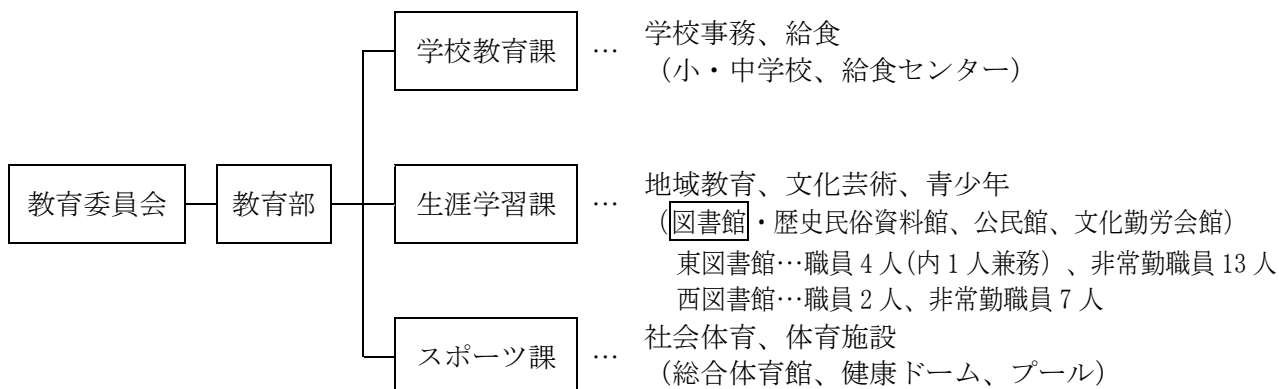 教育委員会
教育部
学校教育課 … 学校事務、給食
(小・中学校、給食センター)
生涯学習課 … 地域教育、文化芸術、青少年
(図書館・歴史民俗資料館、公民館、文化勤労会館)
東図書館…職員 4 人(内 1 人兼務) 、非常勤職員 13 人
西図書館…職員 2 人、非常勤職員 7 人
スポーツ課 … 社会体育、体育施設
(総合体育館、健康ドーム、プール)